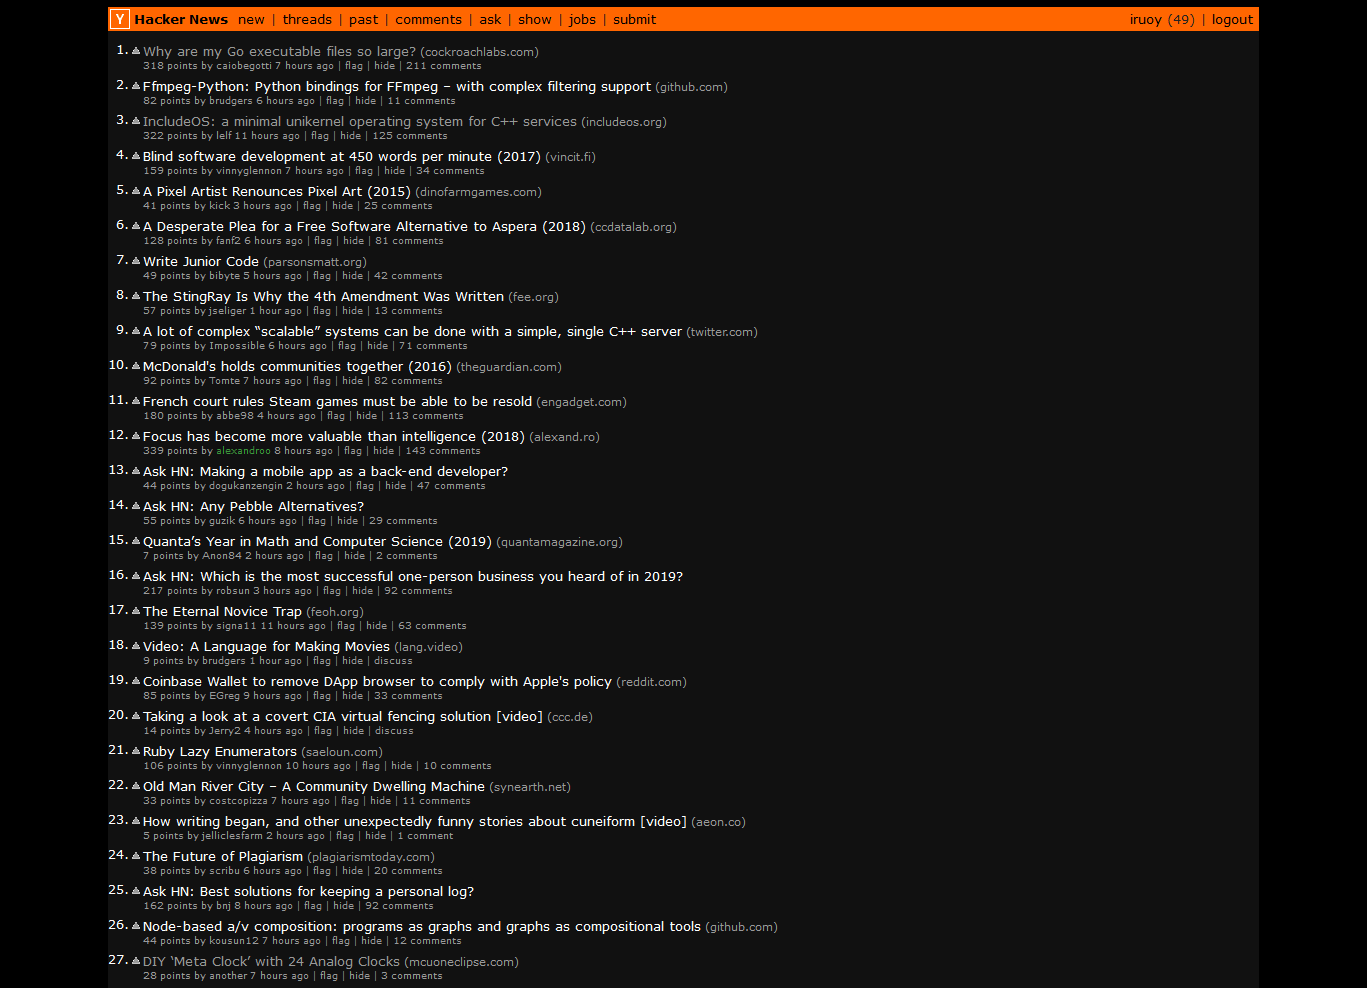 Y Hacker News new | threads | past | comments | ask | show | jobs | submit iruoy (49) | logout
1. Why are my Go executable files so large? (cockroachlabs.com)
318 points by caiobegotti 7 hours ago | flag | hide | 211 comments
2. Ffmpeg-Python: Python bindings for FFmpeg – with complex filtering support (github.com)
82 points by brudgers 6 hours ago | flag | hide | 11 comments
3. IncludeOS: a minimal unikernel operating system for C++ services (includeos.org)
322 points by lelf 11 hours ago | flag | hide | 125 comments
4. Blind software development at 450 words per minute (2017) (vincit.fi)
159 points by vinnyglennon 7 hours ago | flag | hide | 34 comments
5. A Pixel Artist Renounces Pixel Art (2015) (dinofarmgames.com)
41 points by kick 3 hours ago | flag | hide | 25 comments
6. A Desperate Plea for a Free Software Alternative to Aspera (2018) (ccdatalab.org)
128 points by fanf2 6 hours ago | flag | hide | 81 comments
7. Write Junior Code (parsonsmatt.org)
49 points by bibyte 5 hours ago | flag | hide | 42 comments
8. The StingRay Is Why the 4th Amendment Was Written (fee.org)
57 points by jseliger 1 hour ago | flag | hide | 13 comments
9. A lot of complex “scalable” systems can be done with a simple, single C++ server (twitter.com)
79 points by Impossible 6 hours ago | flag | hide | 71 comments
10. McDonald's holds communities together (2016) (theguardian.com)
92 points by Tomte 7 hours ago | flag | hide | 82 comments
11. French court rules Steam games must be able to be resold (engadget.com)
180 points by abbe98 4 hours ago | flag | hide | 113 comments
12. Focus has become more valuable than intelligence (2018) (alexand.ro)
339 points by alexandroo 8 hours ago | flag | hide | 143 comments
13. Ask HN: Making a mobile app as a back-end developer?
44 points by dogukanzengin 2 hours ago | flag | hide | 47 comments
14. Ask HN: Any Pebble Alternatives?
55 points by guzik 6 hours ago | flag | hide | 29 comments
15. Quanta’s Year in Math and Computer Science (2019) (quantamagazine.org)
7 points by Anon84 2 hours ago | flag | hide | 2 comments
16. Ask HN: Which is the most successful one-person business you heard of in 2019?
217 points by robsun 3 hours ago | flag | hide | 92 comments
17. The Eternal Novice Trap (feoh.org)
139 points by signa11 11 hours ago | flag | hide | 63 comments
18. Video: A Language for Making Movies (lang.video)
9 points by brudgers 1 hour ago | flag | hide | discuss
19. Coinbase Wallet to remove DApp browser to comply with Apple's policy (reddit.com)
85 points by EGreg 9 hours ago | flag | hide | 33 comments
20. Taking a look at a covert CIA virtual fencing solution [video] (ccc.de)
14 points by Jerry2 4 hours ago | flag | hide | discuss
21. Ruby Lazy Enumerators (saeloun.com)
106 points by vinnyglennon 10 hours ago | flag | hide | 10 comments
22. Old Man River City – A Community Dwelling Machine (synearth.net)
33 points by costcopizza 7 hours ago | flag | hide | 11 comments
23. How writing began, and other unexpectedly funny stories about cuneiform [video] (aeon.co)
5 points by jelliclesfarm 2 hours ago | flag | hide | 1 comment
24. The Future of Plagiarism (plagiarismtoday.com)
38 points by scribu 6 hours ago | flag | hide | 20 comments
25. Ask HN: Best solutions for keeping a personal log?
162 points by bnj 8 hours ago | flag | hide | 92 comments
26. Node-based a/v composition: programs as graphs and graphs as compositional tools (github.com)
44 points by kousun12 7 hours ago | flag | hide | 12 comments
27. DIY ‘Meta Clock’ with 24 Analog Clocks (mcuoneclipse.com)
28 points by another 7 hours ago | flag | hide | 3 comments